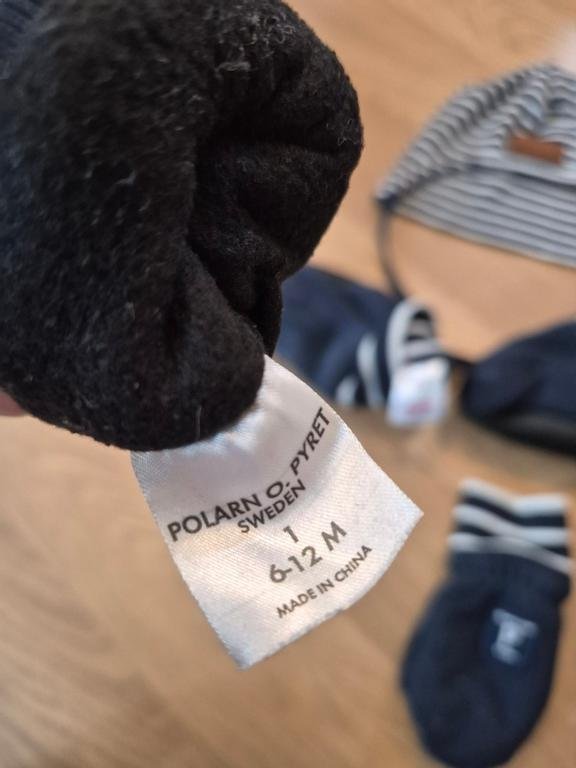 POLARN O. PYRET
SWEDEN
1
6-12 M
MADE IN CHINA